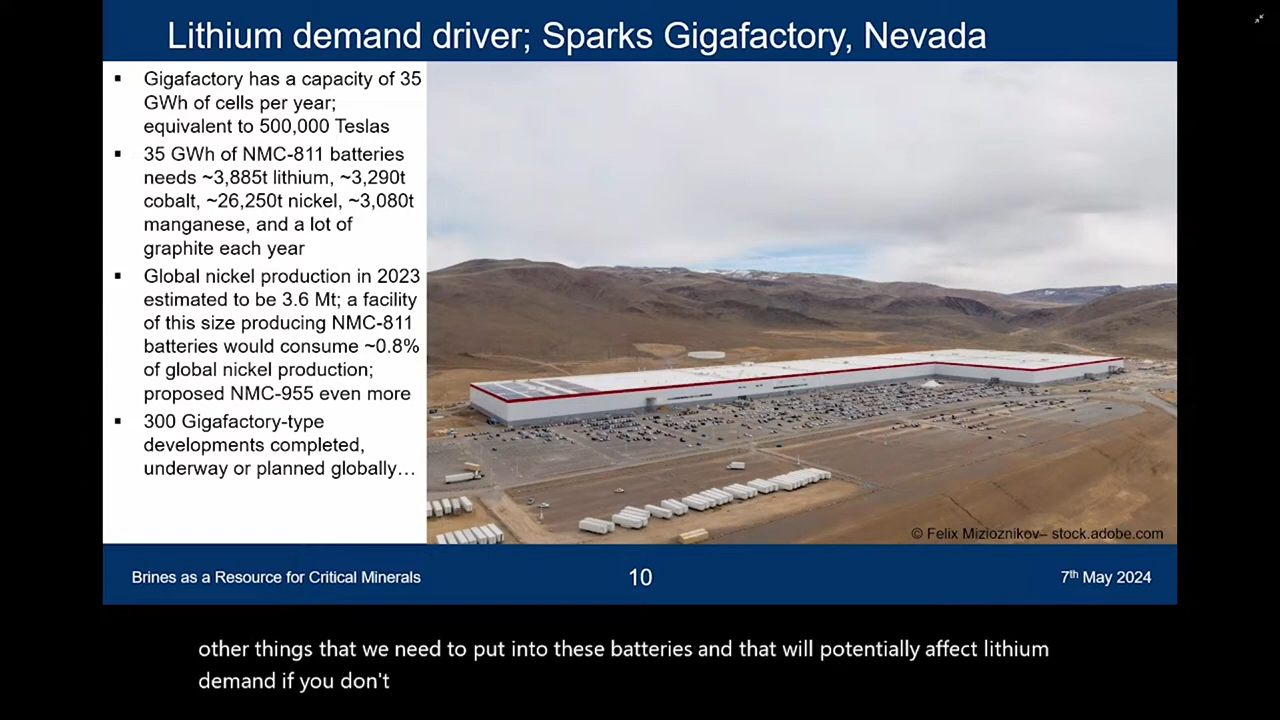 Lithium demand driver; Sparks Gigafactory, Nevada
▪ Gigafactory has a capacity of 35
GWh of cells per year;
equivalent to 500,000 Teslas
▪ 35 GWh of NMC-811 batteries
needs ~3,885t lithium, ~3,290t
cobalt, ~26,250t nickel, ~3,080t
manganese, and a lot of
graphite each year
▪ Global nickel production in 2023
estimated to be 3.6 Mt; a facility
of this size producing NMC-811
batteries would consume ~0.8%
of global nickel production;
proposed NMC-955 even more
▪ 300 Gigafactory-type
developments completed,
underway or planned globally…
© Felix Mizioznikov– stock.adobe.com
Brines as a Resource for Critical Minerals
10
7th May 2024
other things that we need to put into these batteries and that will potentially affect lithium
demand if you don't